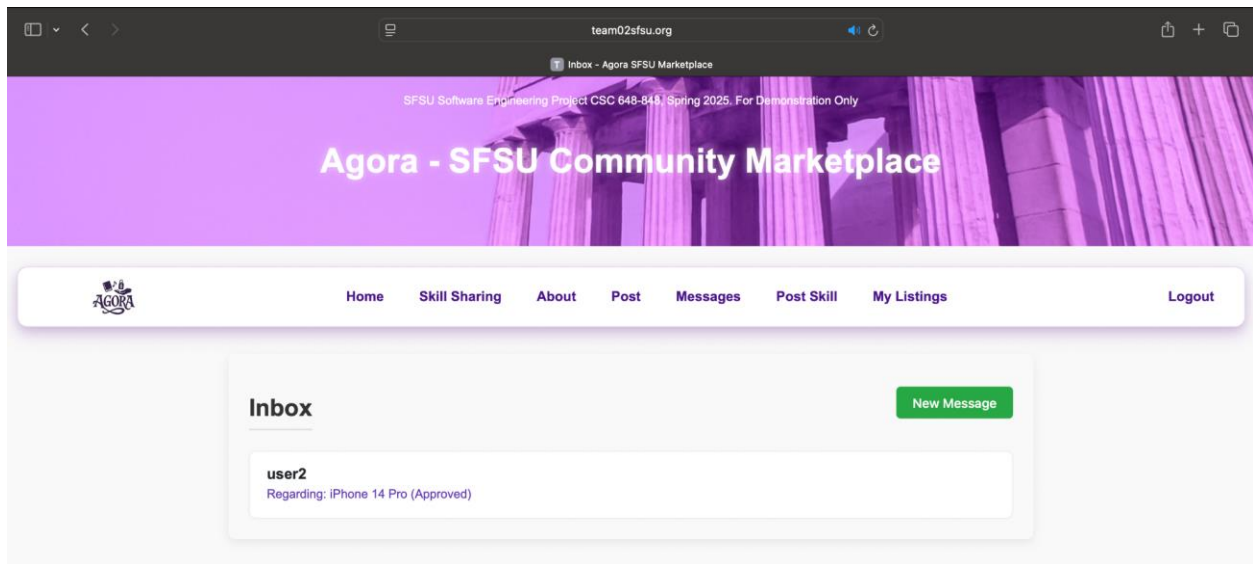 team02sfsu.org
T Inbox - Agora SFSU Marketplace
SFSU Software Engineering Project CSC 648-848, Spring 2025. For Demonstration Only
Agora - SFSU Community Marketplace
AGORA Home Skill Sharing About Post Messages Post Skill My Listings Logout
Inbox New Message
user2
Regarding: iPhone 14 Pro (Approved)